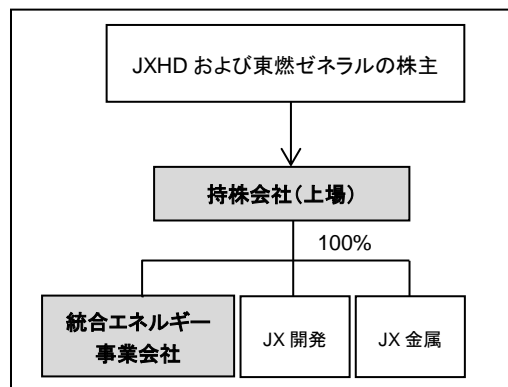 JXHD および東燃ゼネラルの株主
持株会社（上場）
100%
統合エネルギー
事業会社
JX 開発
JX 金属